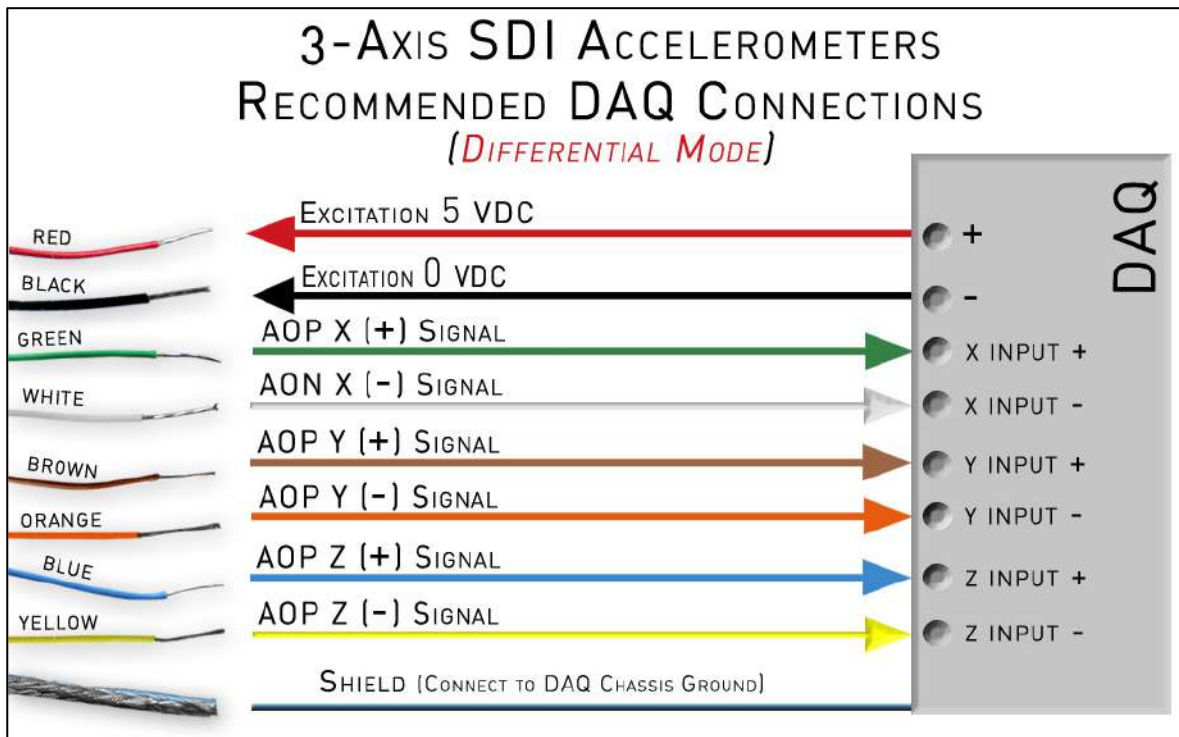 3-Axis SDI Accelerometers
Recommended DAQ Connections
(Differential Mode)
DAQ
RED
Excitation 5 VDC
+
BLACK
Excitation 0 VDC
-
GREEN
AOP X (+) Signal
X INPUT +
WHITE
AON X (-) Signal
X INPUT -
BROWN
AOP Y (+) Signal
Y INPUT +
ORANGE
AOP Y (-) Signal
Y INPUT -
BLUE
AOP Z (+) Signal
Z INPUT +
YELLOW
AOP Z (-) Signal
Z INPUT -
Shield (Connect to DAQ Chassis Ground)